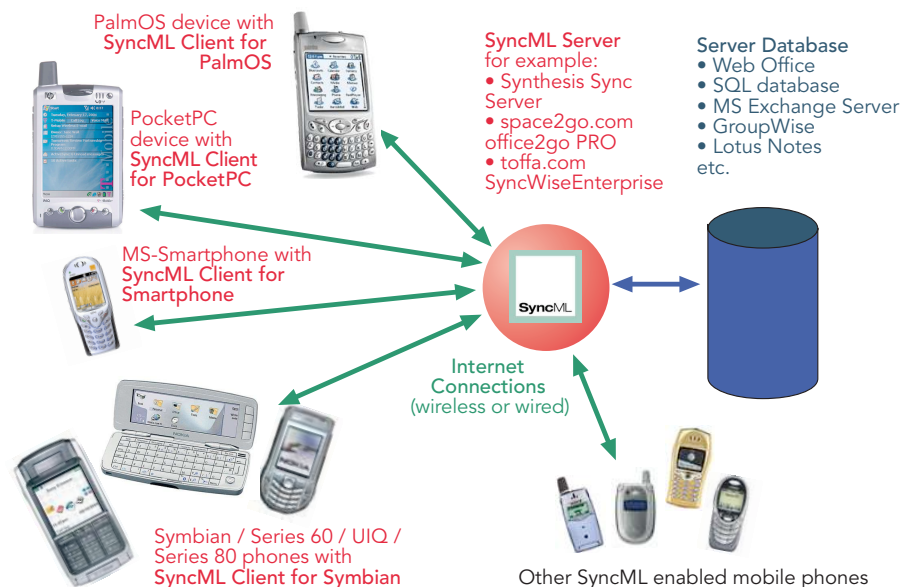 PalmOS device with
SyncML Client for
PalmOS
PocketPC
device with
SyncML Client
for PocketPC
MS-Smartphone with
SyncML Client for
Smartphone
Symbian / Series 60 / UIQ /
Series 80 phones with
SyncML Client for Symbian
SyncML Server
for example:
• Synthesis Sync
Server
• space2go.com
office2go PRO
• toffa.com
SyncWiseEnterprise
Server Database
• Web Office
• SQL database
• MS Exchange Server
• GroupWise
• Lotus Notes
etc.
SyncML
Internet
Connections
(wireless or wired)
Other SyncML enabled mobile phones
NOKIA